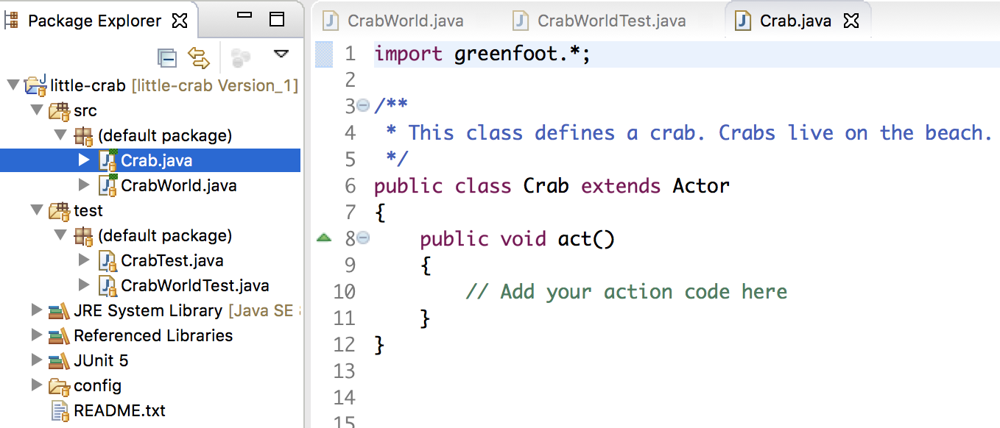 Package Explorer
little-crab [little-crab Version_1]
src
(default package)
Crab.java
CrabWorld.java
test
(default package)
CrabTest.java
CrabWorldTest.java
JRE System Library [Java SE
Referenced Libraries
JUnit 5
config
README.txt
CrabWorld.java CrabWorldTest.java Crab.java
1 import greenfoot.*;
2
3 /**
4 * This class defines a crab. Crabs live on the beach.
5 */
6 public class Crab extends Actor
7 {
8 public void act()
9 {
10 // Add your action code here
11 }
12 }
13
14
15